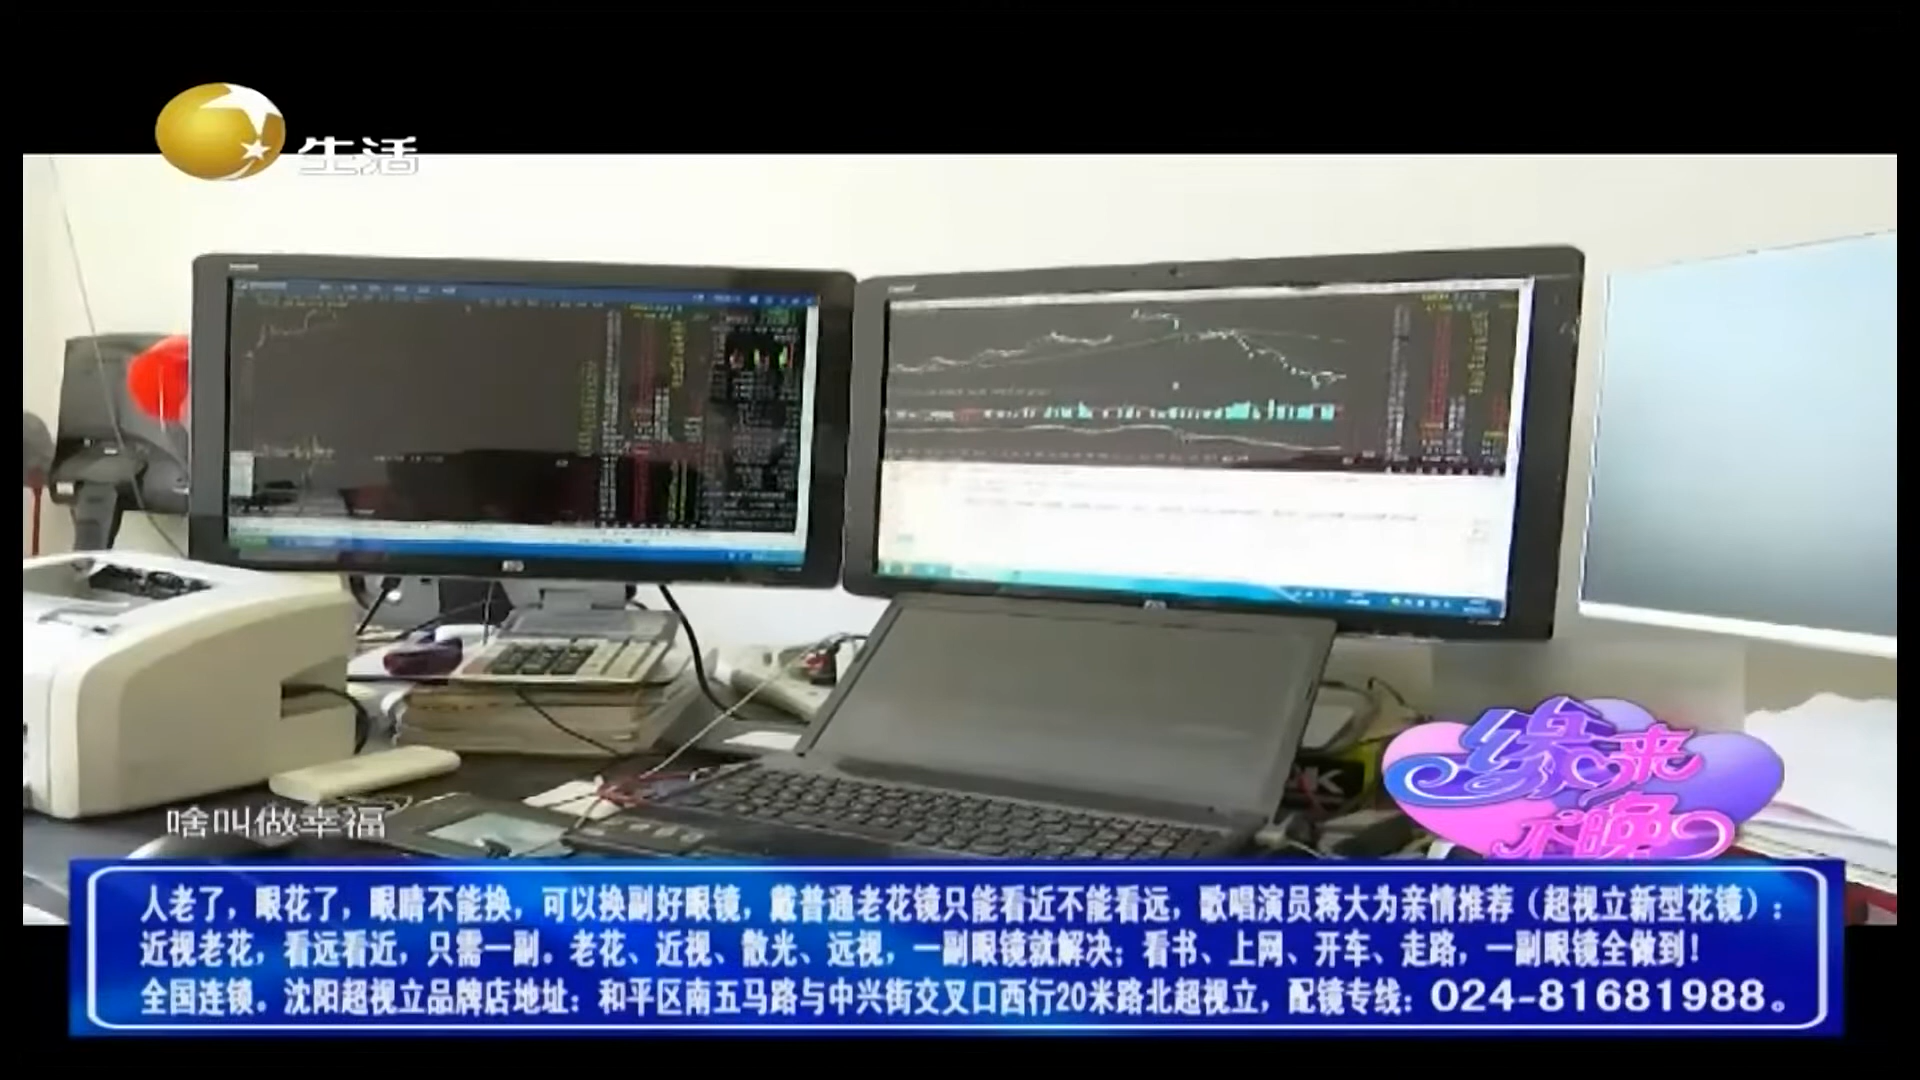 生活
缘来
不晚
啥叫做幸福
人老了，眼花了，眼睛不能换，可以换副好眼镜，戴普通老花镜只能看近不能看远，歌唱演员蒋大为亲情推荐（超视立新型花镜）：
近视老花，看远看近，只需一副。老花、近视、散光、远视，一副眼镜就解决；看书、上网、开车、走路，一副眼镜全做到！
全国连锁。沈阳超视立品牌店地址：和平区南五马路与中兴街交叉口西行20米路北超视立，配镜专线：024-81681988。